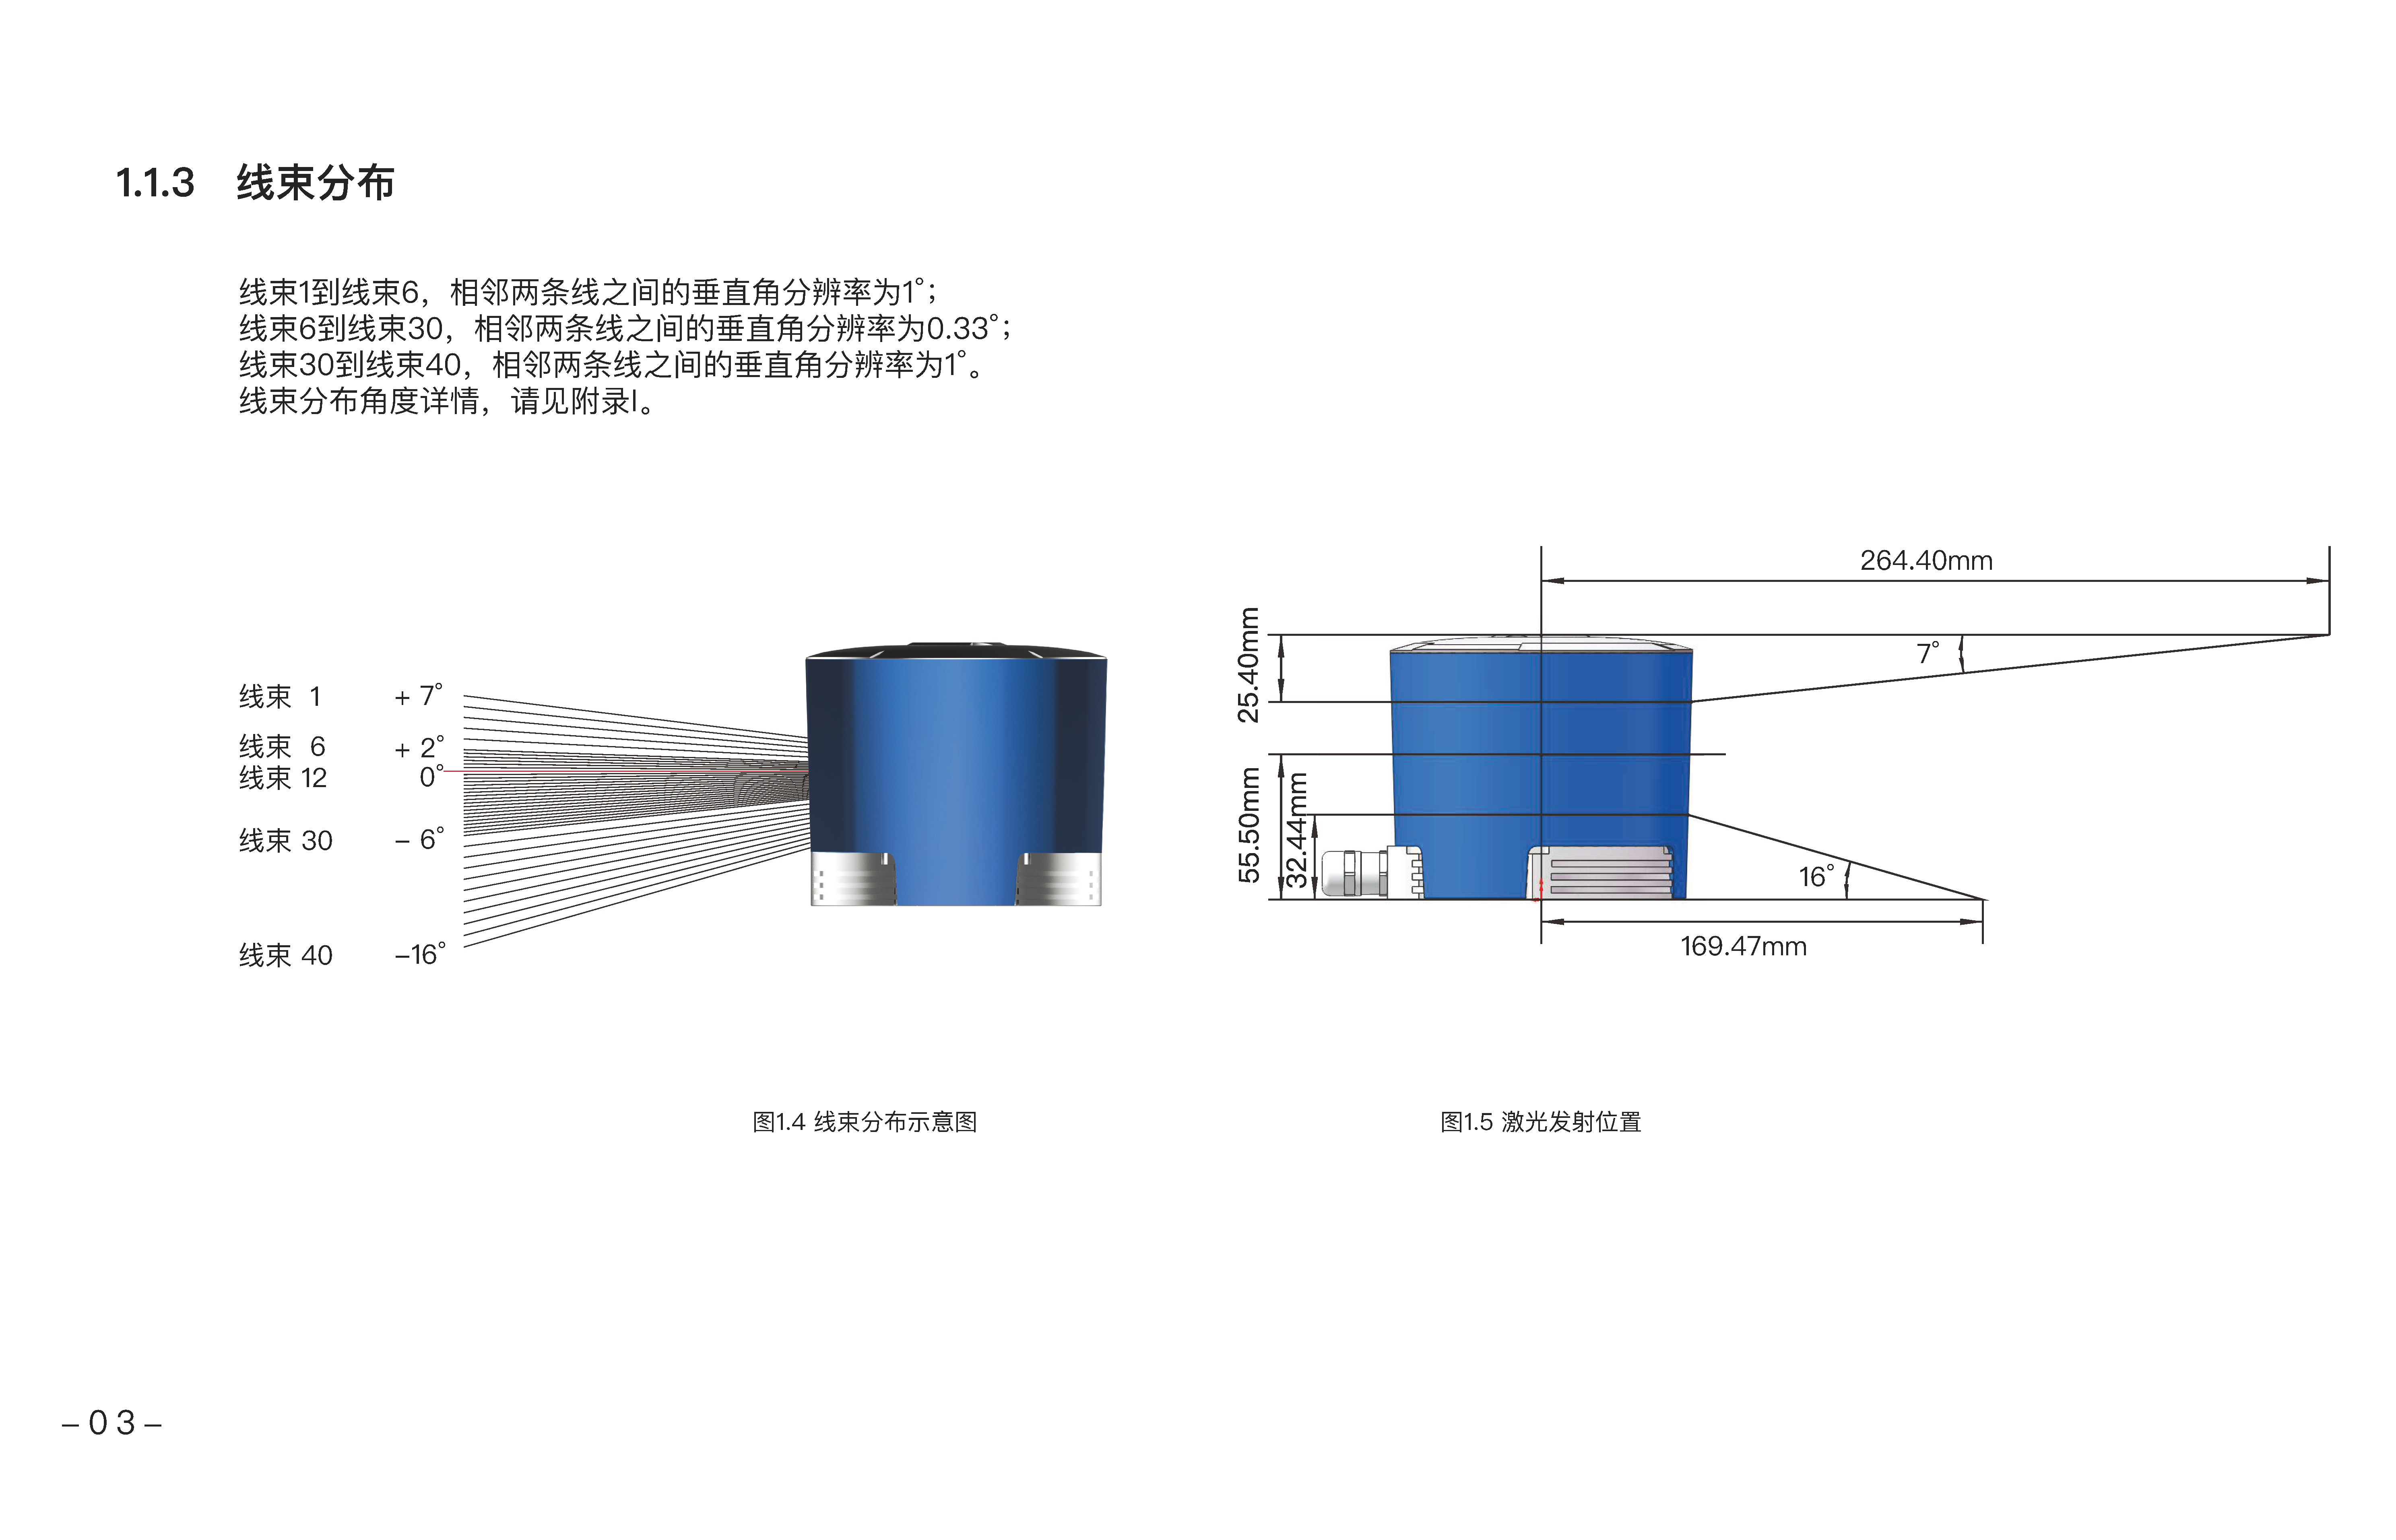 1.1.3 线束分布
线束1到线束6，相邻两条线之间的垂直角分辨率为1°；
线束6到线束30，相邻两条线之间的垂直角分辨率为0.33°；
线束30到线束40，相邻两条线之间的垂直角分辨率为1°。
线束分布角度详情，请见附录I。
线束 1 + 7°
线束 6 + 2°
线束 12 0°
线束 30 – 6°
线束 40 –16°
264.40mm
25.40mm
7°
55.50mm
32.44mm
16°
169.47mm
图1.4 线束分布示意图
图1.5 激光发射位置
– 0 3 –